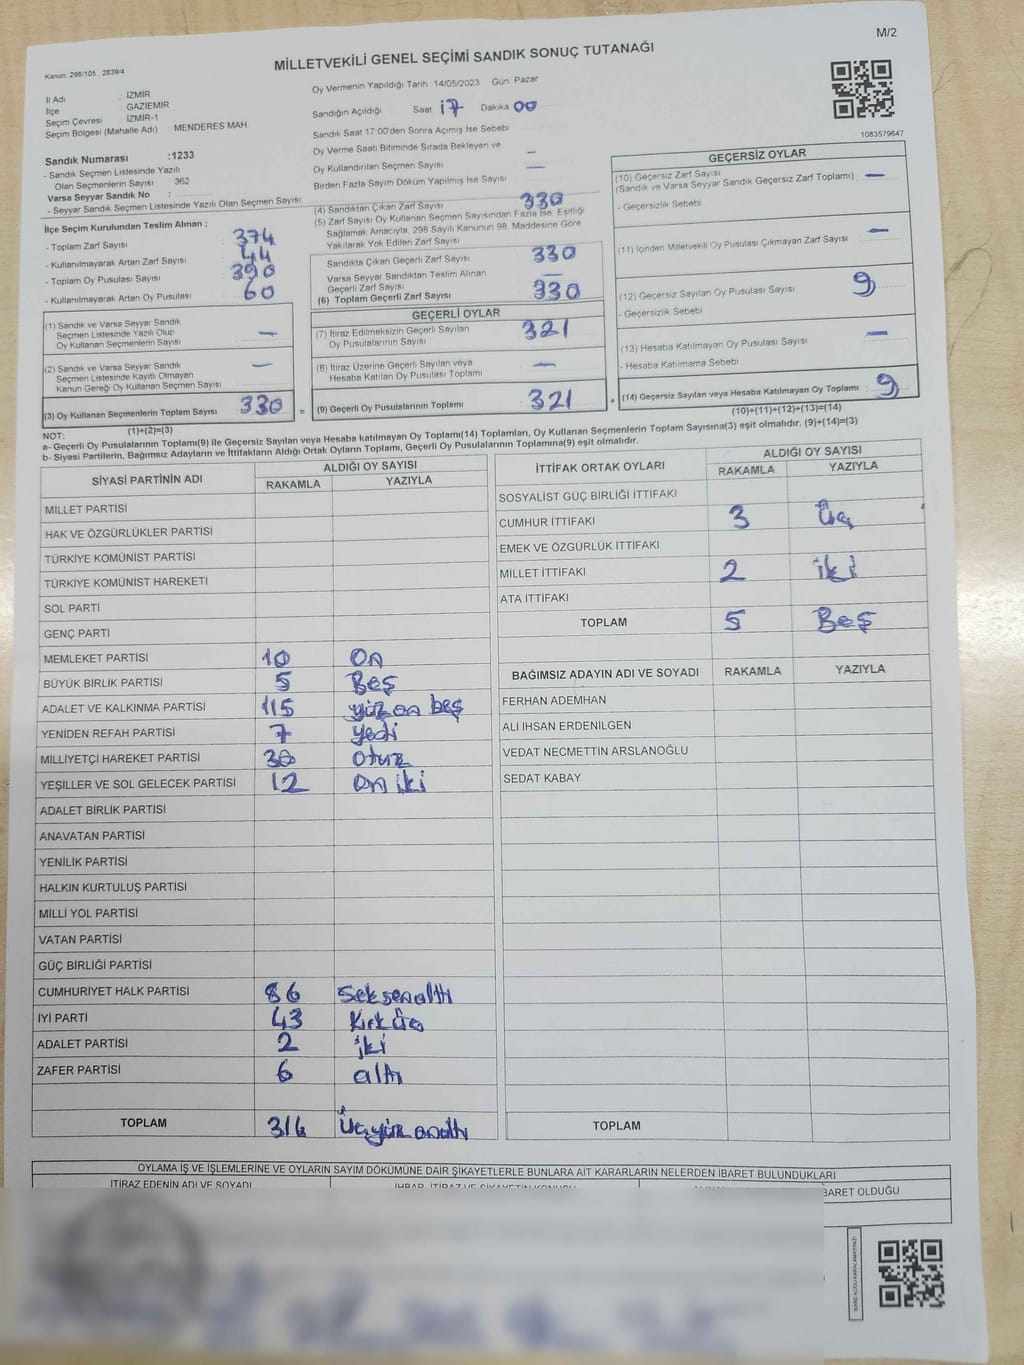 M/2
Kanun: 298/105 , 2839/4
MİLLETVEKİLİ GENEL SEÇİMİ SANDIK SONUÇ TUTANAĞI
İl Adı : İZMİR
İlçe : GAZİEMİR
Seçim Çevresi : İZMİR-1
Seçim Bölgesi (Mahalle Adı) : MENDERES MAH
Sandık Numarası :1233
- Sandık Seçmen Listesinde Yazılı
Olan Seçmenlerin Sayısı : 362
Varsa Seyyar Sandık No :
- Seyyar Sandık Seçmen Listesinde Yazılı Olan Seçmen Sayısı
Oy Vermenin Yapıldığı Tarih : 14/05/2023 Gün Pazar
Sandığın Açıldığı Saat 17 Dakika 00
Sandık Saat 17:00'den Sonra Açımış İse Sebebi
Oy Verme Saati Bitiminde Sırada Bekleyen ve
Oy Kullandırılan Seçmen Sayısı –
Birden Fazla Sayım Döküm Yapılmış İse Sayısı —
1083579647
İlçe Seçim Kurulundan Teslim Alınan ;
- Toplam Zarf Sayısı 374
- Kullanılmayarak Artan Zarf Sayısı 44
- Toplam Oy Pusulası Sayısı 390
- Kullanılmayarak Artan Oy Pusulası 60
(4) Sandıktan Çıkan Zarf Sayısı 330
(5) Zarf Sayısı Oy Kullanan Seçmen Sayısından Fazla İse, Eşitliği
Sağlamak Amacıyla, 298 Sayılı Kanunun 98. Maddesine Göre
Yakılarak Yok Edilen Zarf Sayısı
Sandıkta Çıkan Geçerli Zarf Sayısı 330
Varsa Seyyar Sandıktan Teslim Alınan
Geçerli Zarf Sayısı —
(6) Toplam Geçerli Zarf Sayısı 330
GEÇERSİZ OYLAR
(10) Geçersiz Zarf Sayısı
(Sandık ve Varsa Seyyar Sandık Geçersiz Zarf Toplamı) —
- Geçersizlik Sebebi
(11) İçinden Milletvekili Oy Pusulası Çıkmayan Zarf Sayısı —
(12) Geçersiz Sayılan Oy Pusulası Sayısı 9
- Geçersizlik Sebebi
(13) Hesaba Katılmayan Oy Pusulası Sayısı —
- Hesaba Katılmama Sebebi
(14) Geçersiz Sayılan veya Hesaba Katılmayan Oy Toplamı 9
(10)+(11)+(12)+(13)=(14)
(1) Sandık ve Varsa Seyyar Sandık
Seçmen Listesinde Yazılı Olup
Oy Kullanan Seçmenlerin Sayısı —
(2) Sandık ve Varsa Seyyar Sandık
Seçmen Listesinde Kayıtlı Olmayan
Kanun Gereği Oy Kullanan Seçmen Sayısı —
(3) Oy Kullanan Seçmenlerin Toplam Sayısı 330
(1)+(2)=(3)
=
GEÇERLİ OYLAR
(7) İtiraz Edilmeksizin Geçerli Sayılan
Oy Pusulalarının Sayısı 321
(8) İtiraz Üzerine Geçerli Sayılan veya
Hesaba Katılan Oy Pusulası Toplamı —
(9) Geçerli Oy Pusulalarının Toplamı 321
+
NOT:
a- Geçerli Oy Pusulalarının Toplamı(9) ile Geçersiz Sayılan veya Hesaba katılmayan Oy Toplamı(14) Toplamları, Oy Kullanan Seçmenlerin Toplam Sayısına(3) eşit olmalıdır. (9)+(14)=(3)
b- Siyasi Partilerin, Bağımsız Adayların ve İttifakların Aldığı Ortak Oyların Toplamı, Geçerli Oy Pusulalarının Toplamına(9) eşit olmalıdır.
SİYASİ PARTİNİN ADI ALDIĞI OY SAYISI
RAKAMLA YAZIYLA
MİLLET PARTİSİ
HAK VE ÖZGÜRLÜKLER PARTİSİ
TÜRKİYE KOMÜNİST PARTİSİ
TÜRKİYE KOMÜNİST HAREKETİ
SOL PARTİ
GENÇ PARTİ
MEMLEKET PARTİSİ 10 On
BÜYÜK BİRLİK PARTİSİ 5 Beş
ADALET VE KALKINMA PARTİSİ 115 yüz on beş
YENİDEN REFAH PARTİSİ 7 yedi
MİLLİYETÇİ HAREKET PARTİSİ 30 otuz
YEŞİLLER VE SOL GELECEK PARTİSİ 12 on iki
ADALET BİRLİK PARTİSİ
ANAVATAN PARTİSİ
YENİLİK PARTİSİ
HALKIN KURTULUŞ PARTİSİ
MİLLİ YOL PARTİSİ
VATAN PARTİSİ
GÜÇ BİRLİĞİ PARTİSİ
CUMHURİYET HALK PARTİSİ 86 Seksenaltı
İYİ PARTİ 43 Kırküç
ADALET PARTİSİ 2 iki
ZAFER PARTİSİ 6 altı
TOPLAM 316 Üçyüz onaltı
İTTİFAK ORTAK OYLARI ALDIĞI OY SAYISI
RAKAMLA YAZIYLA
SOSYALİST GÜÇ BİRLİĞİ İTTİFAKI
CUMHUR İTTİFAKI 3 Üç
EMEK VE ÖZGÜRLÜK İTTİFAKI
MİLLET İTTİFAKI 2 iki
ATA İTTİFAKI
TOPLAM 5 Beş
BAĞIMSIZ ADAYIN ADI VE SOYADI RAKAMLA YAZIYLA
FERHAN ADEMHAN
ALİ İHSAN ERDENİLGEN
VEDAT NECMETTİN ARSLANOĞLU
SEDAT KABAY
TOPLAM
OYLAMA İŞ VE İŞLEMLERİNE VE OYLARIN SAYIM DÖKÜMÜNE DAİR ŞİKAYETLERLE BUNLARA AİT KARARLARIN NELERDEN İBARET BULUNDUKLARI
İTİRAZ EDENİN ADI VE SOYADI
İHBAR, İTİRAZ VE ŞİKAYETİN KONUSU
BARET OLDUĞU